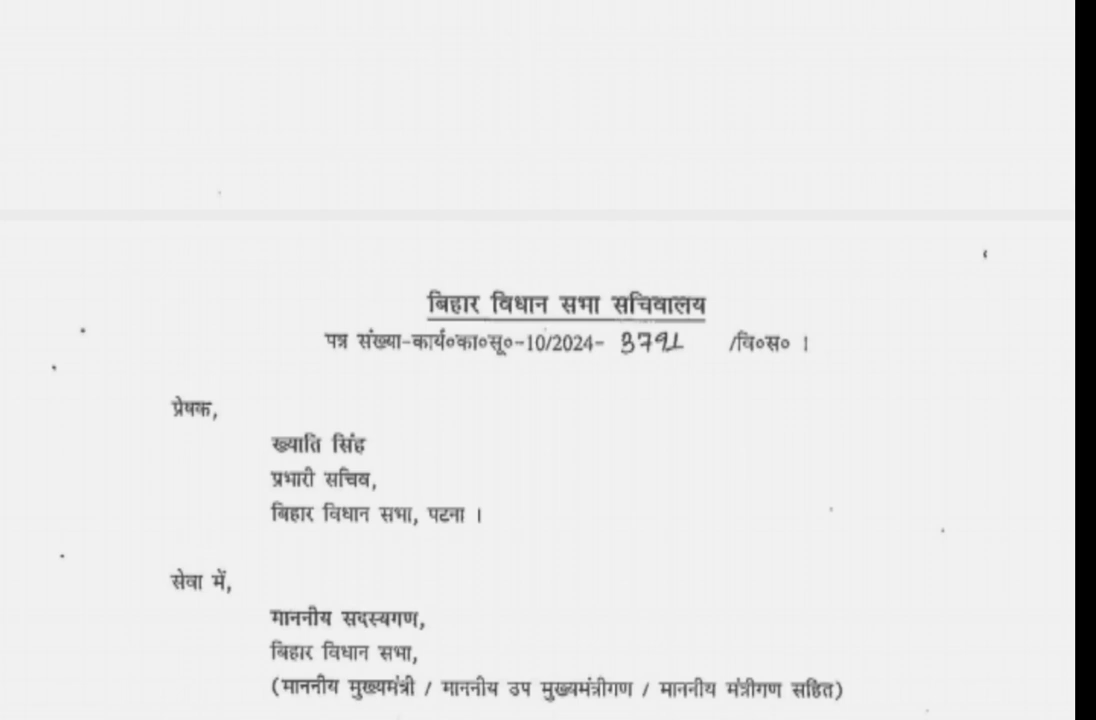 बिहार विधान सभा सचिवालय
पत्र संख्या-कार्य०का०सू०-10/2024- /वि०स० ।
प्रेषक,
ख्याति सिंह
प्रभारी सचिव,
बिहार विधान सभा, पटना ।
सेवा में,
माननीय सदस्यगण,
बिहार विधान सभा,
(माननीय मुख्यमंत्री / माननीय उप मुख्यमंत्रीगण / माननीय मंत्रीगण सहित)